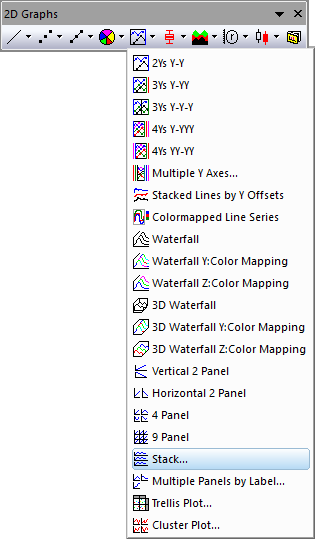 2D Graphs
2Ys Y-Y
3Ys Y-YY
3Ys Y-Y-Y
4Ys Y-YYY
4Ys YY-YY
Multiple Y Axes...
Stacked Lines by Y Offsets
Colormapped Line Series
Waterfall
Waterfall Y:Color Mapping
Waterfall Z:Color Mapping
3D Waterfall
3D Waterfall Y:Color Mapping
3D Waterfall Z:Color Mapping
Vertical 2 Panel
Horizontal 2 Panel
4 Panel
9 Panel
Stack...
Multiple Panels by Label...
Trellis Plot...
Cluster Plot...